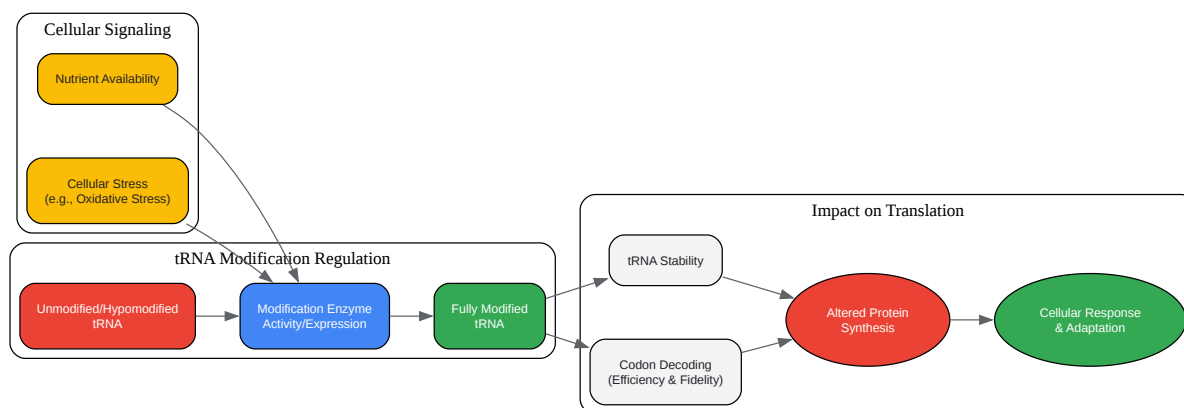 Cellular Signaling
Nutrient Availability
Cellular Stress
(e.g., Oxidative Stress)
tRNA Modification Regulation
Unmodified/Hypomodified
tRNA
Modification Enzyme
Activity/Expression
Fully Modified
tRNA
Impact on Translation
tRNA Stability
Codon Decoding
(Efficiency & Fidelity)
Altered Protein
Synthesis
Cellular Response
& Adaptation